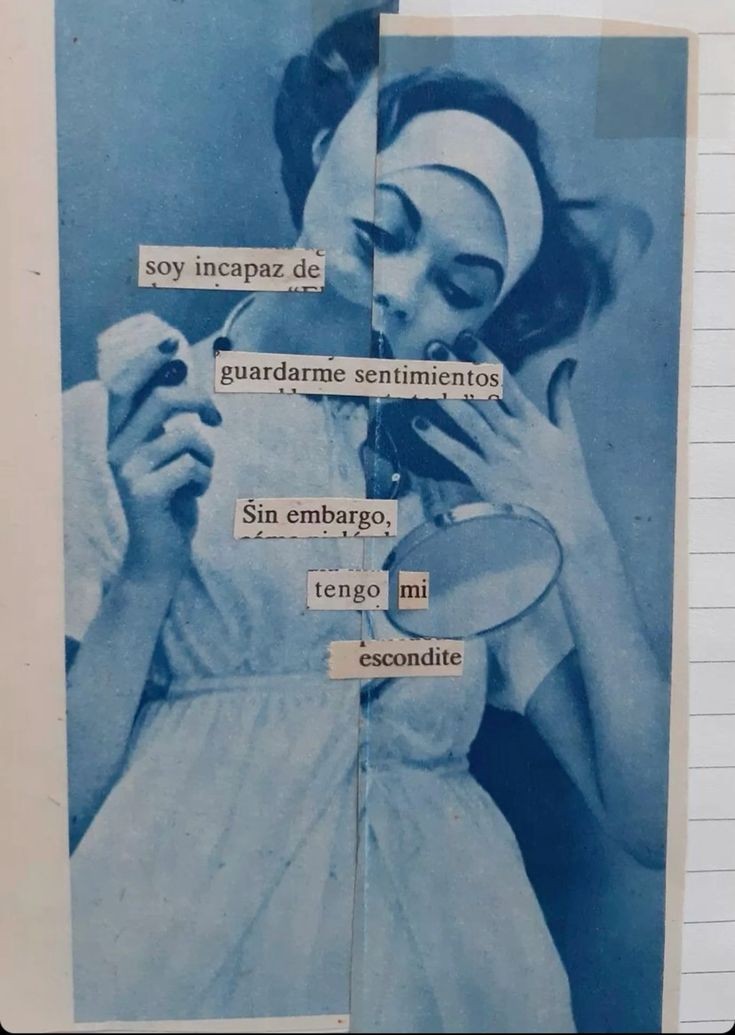 soy incapaz de
guardarme sentimientos.
Sin embargo,
tengo mi
escondite